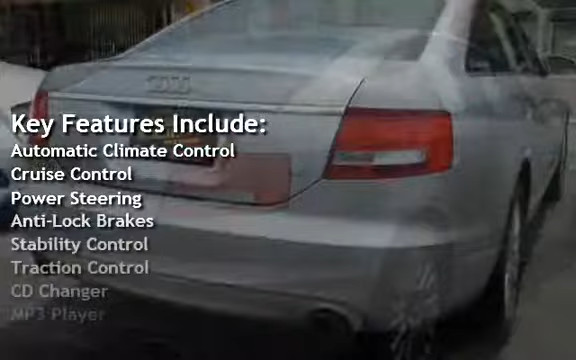 Key Features Include:
Automatic Climate Control
Cruise Control
Power Steering
Anti-Lock Brakes
Stability Control
Traction Control
CD Changer
MP3 Player